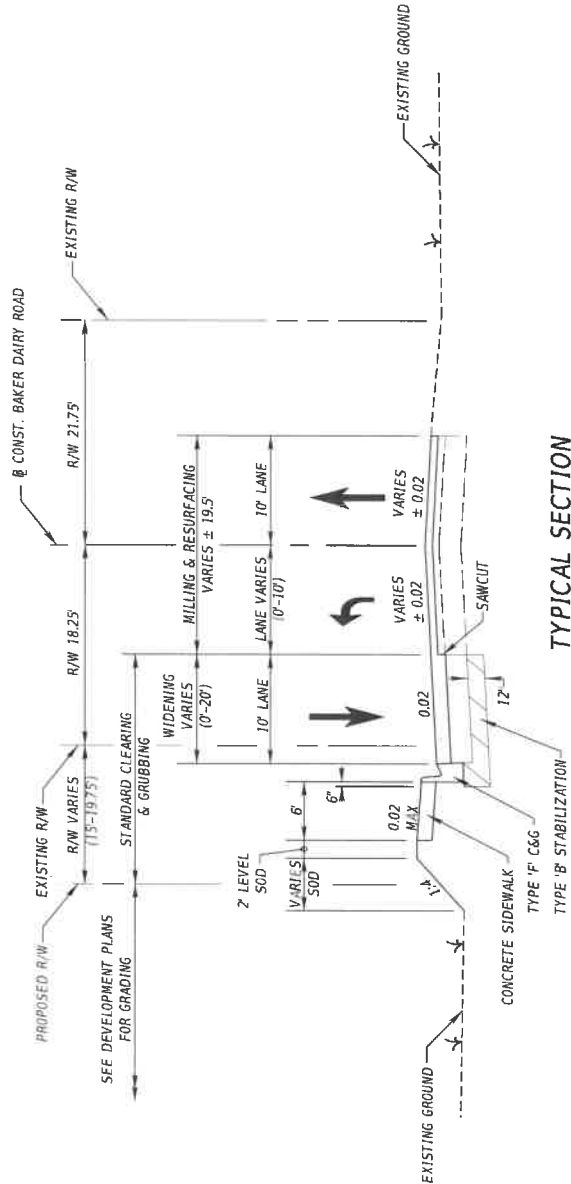 ℄ CONST. BAKER DAIRY ROAD
EXISTING R/W
PROPOSED R/W
EXISTING R/W
R/W VARIES
(15'-19.75')
R/W 18.25'
R/W 21.75'
SEE DEVELOPMENT PLANS
FOR GRADING
STANDARD CLEARING
& GRUBBING
WIDENING
VARIES
(0'-20')
MILLING & RESURFACING
VARIES ± 19.5'
2' LEVEL
SOD
VARIES
SOD
6'
6"
10' LANE
LANE VARIES
(0'-10')
10' LANE
1:4
0.02
MAX
0.02
VARIES
± 0.02
VARIES
± 0.02
EXISTING GROUND
EXISTING GROUND
SAWCUT
12"
CONCRETE SIDEWALK
TYPE 'F' C&G
TYPE 'B' STABILIZATION
TYPICAL SECTION